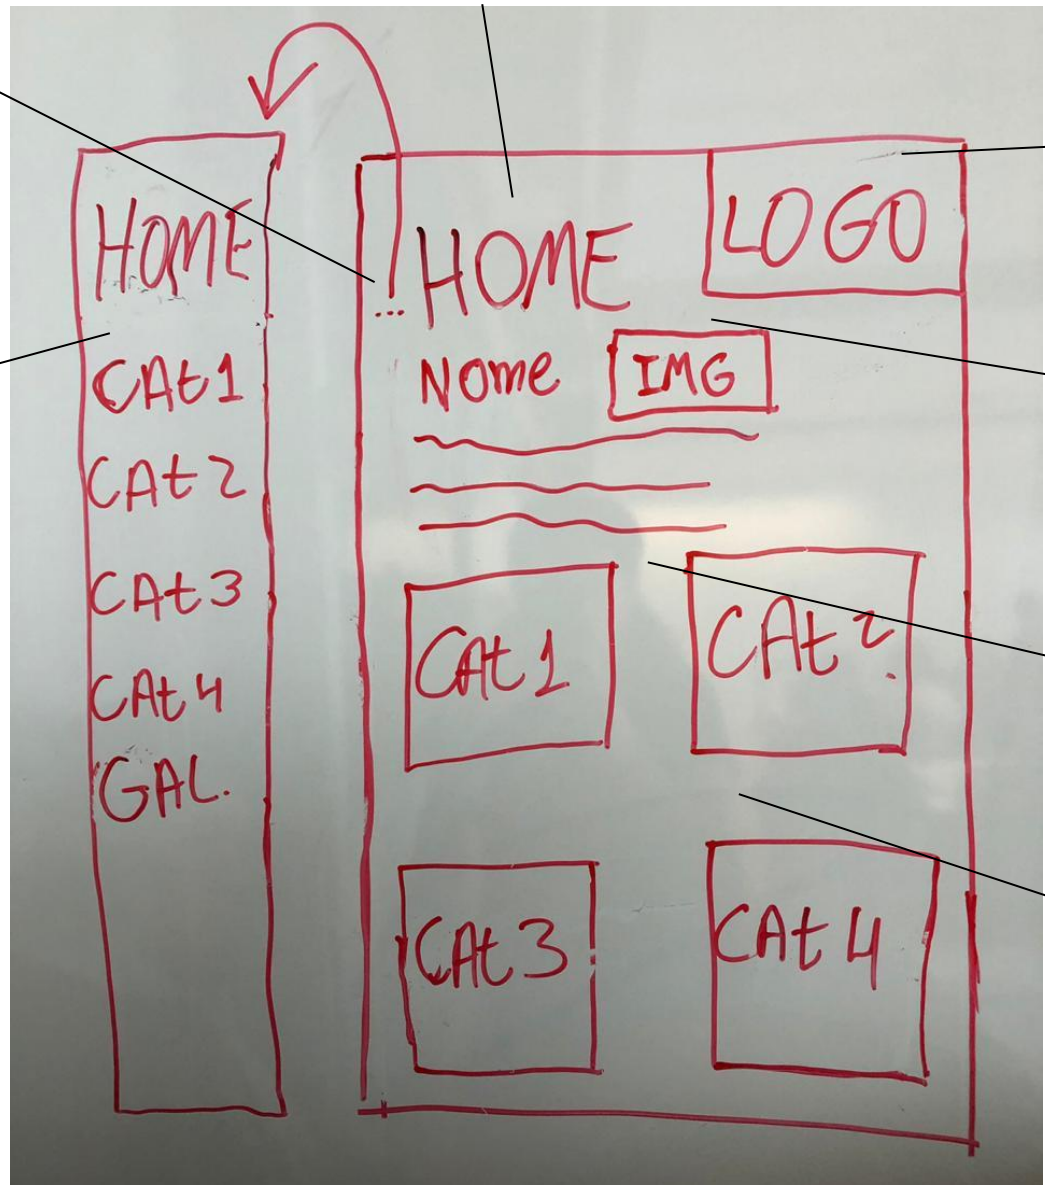 HOME
CAt1
CAt2
CAt3
CAt4
GAL.
LOGO
... HOME
Nome IMG
CAt1 CAt2
CAt3 CAt4